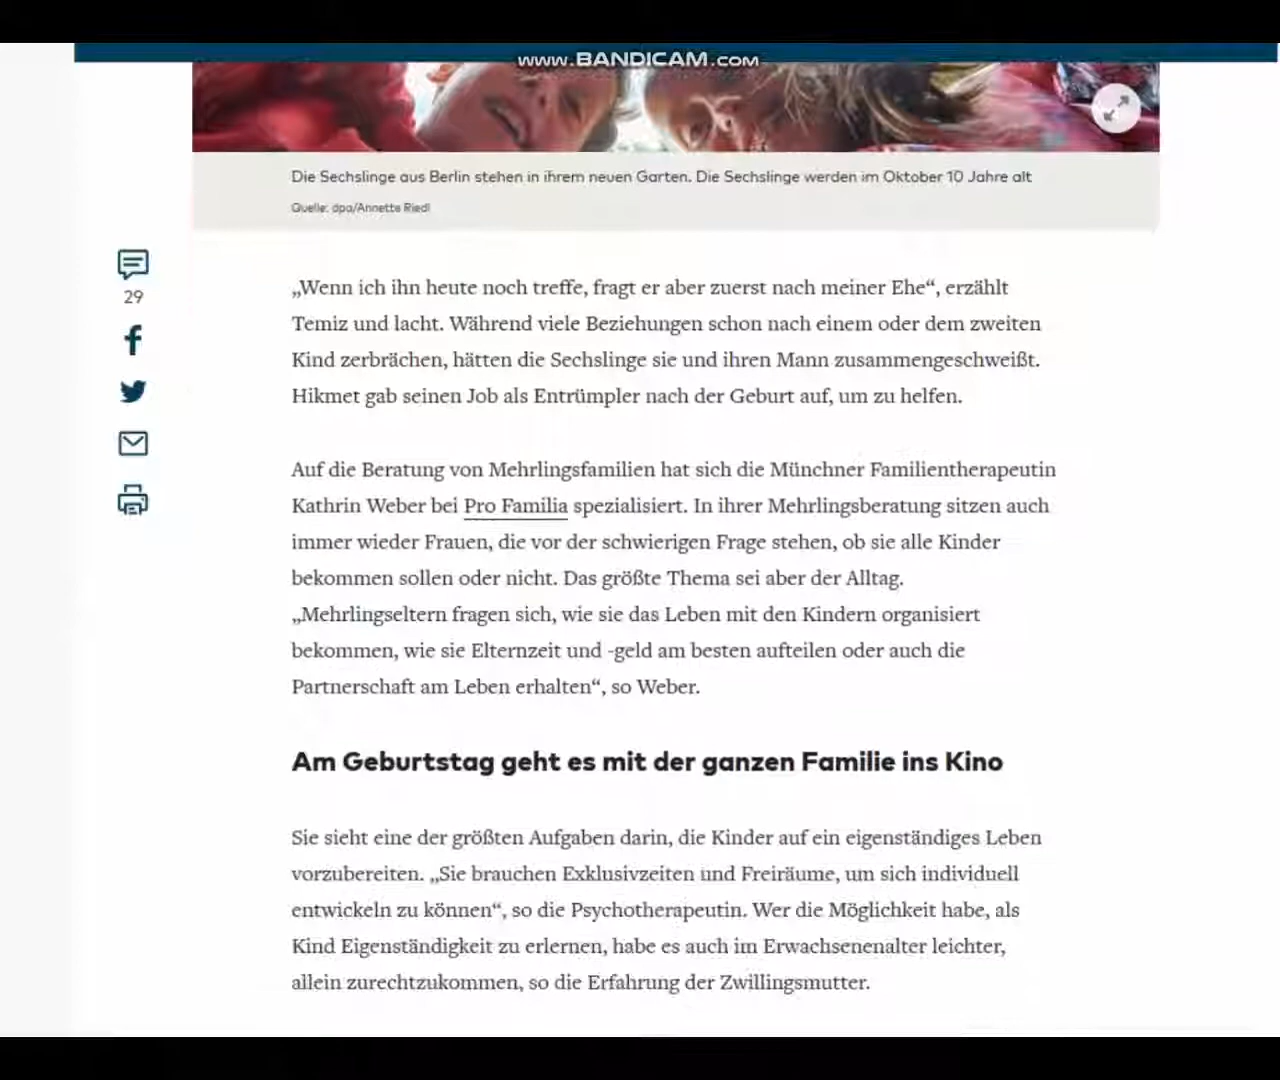 www.BANDICAM.com
Die Sechslinge aus Berlin stehen in ihrem neuen Garten. Die Sechslinge werden im Oktober 10 Jahre alt
Quelle: dpa/Annette Riedl
„Wenn ich ihn heute noch treffe, fragt er aber zuerst nach meiner Ehe“, erzählt
Temiz und lacht. Während viele Beziehungen schon nach einem oder dem zweiten
Kind zerbrächen, hätten die Sechslinge sie und ihren Mann zusammengeschweißt.
Hikmet gab seinen Job als Entrümpler nach der Geburt auf, um zu helfen.
29
Auf die Beratung von Mehrlingsfamilien hat sich die Münchner Familientherapeutin
Kathrin Weber bei Pro Familia spezialisiert. In ihrer Mehrlingsberatung sitzen auch
immer wieder Frauen, die vor der schwierigen Frage stehen, ob sie alle Kinder
bekommen sollen oder nicht. Das größte Thema sei aber der Alltag.
„Mehrlingseltern fragen sich, wie sie das Leben mit den Kindern organisiert
bekommen, wie sie Elternzeit und -geld am besten aufteilen oder auch die
Partnerschaft am Leben erhalten“, so Weber.
Am Geburtstag geht es mit der ganzen Familie ins Kino
Sie sieht eine der größten Aufgaben darin, die Kinder auf ein eigenständiges Leben
vorzubereiten. „Sie brauchen Exklusivzeiten und Freiräume, um sich individuell
entwickeln zu können“, so die Psychotherapeutin. Wer die Möglichkeit habe, als
Kind Eigenständigkeit zu erlernen, habe es auch im Erwachsenenalter leichter,
allein zurechtzukommen, so die Erfahrung der Zwillingsmutter.